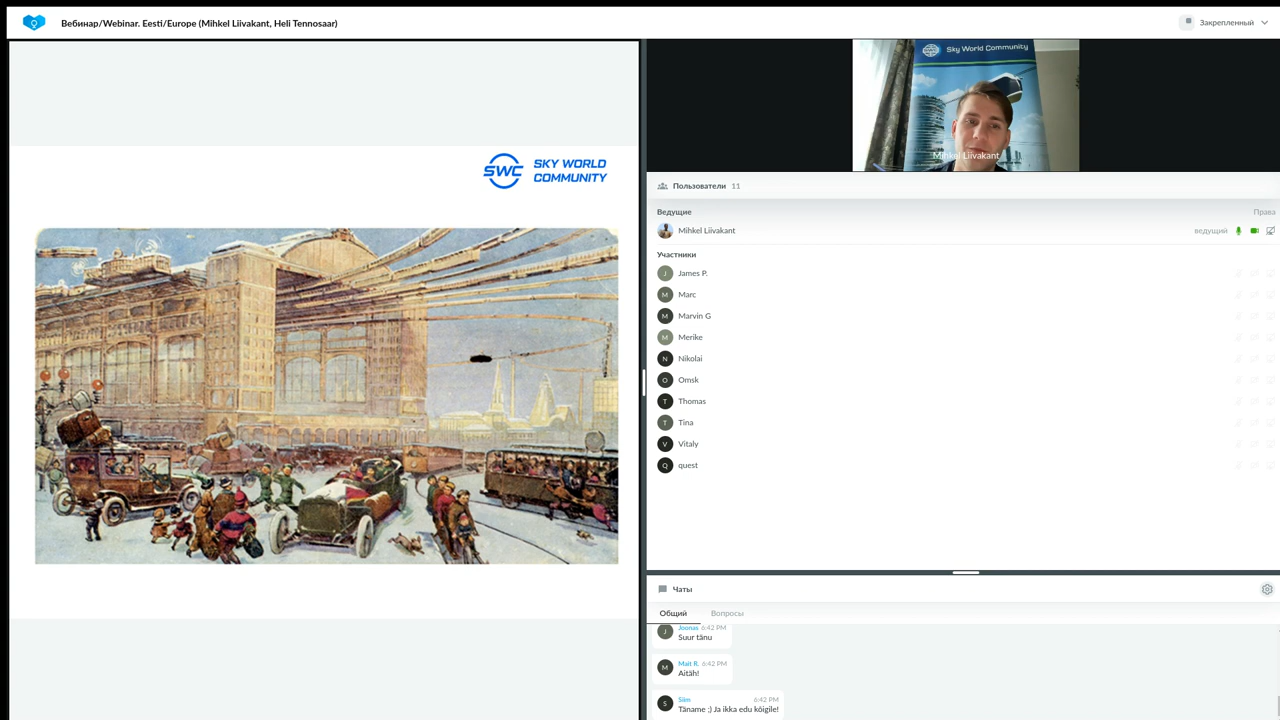 Вебинар/Webinar. Eesti/Europe (Mihkel Liivakant, Heli Tennosaar)
Закрепленный
SWC SKY WORLD
COMMUNITY
SWC Sky World Community
Mihkel Liivakant
Пользователи 11
Ведущие Права
Mihkel Liivakant ведущий
Участники
J James P.
M Marc
M Marvin G
M Merike
N Nikolai
O Omsk
T Thomas
T Tina
V Vitaly
Q quest
Чаты
Общий Вопросы
J Joonas 6:42 PM
Suur tänu
M Mait R. 6:42 PM
Aitäh!
S Siim 6:42 PM
Täname ;) Ja ikka edu kõigile!